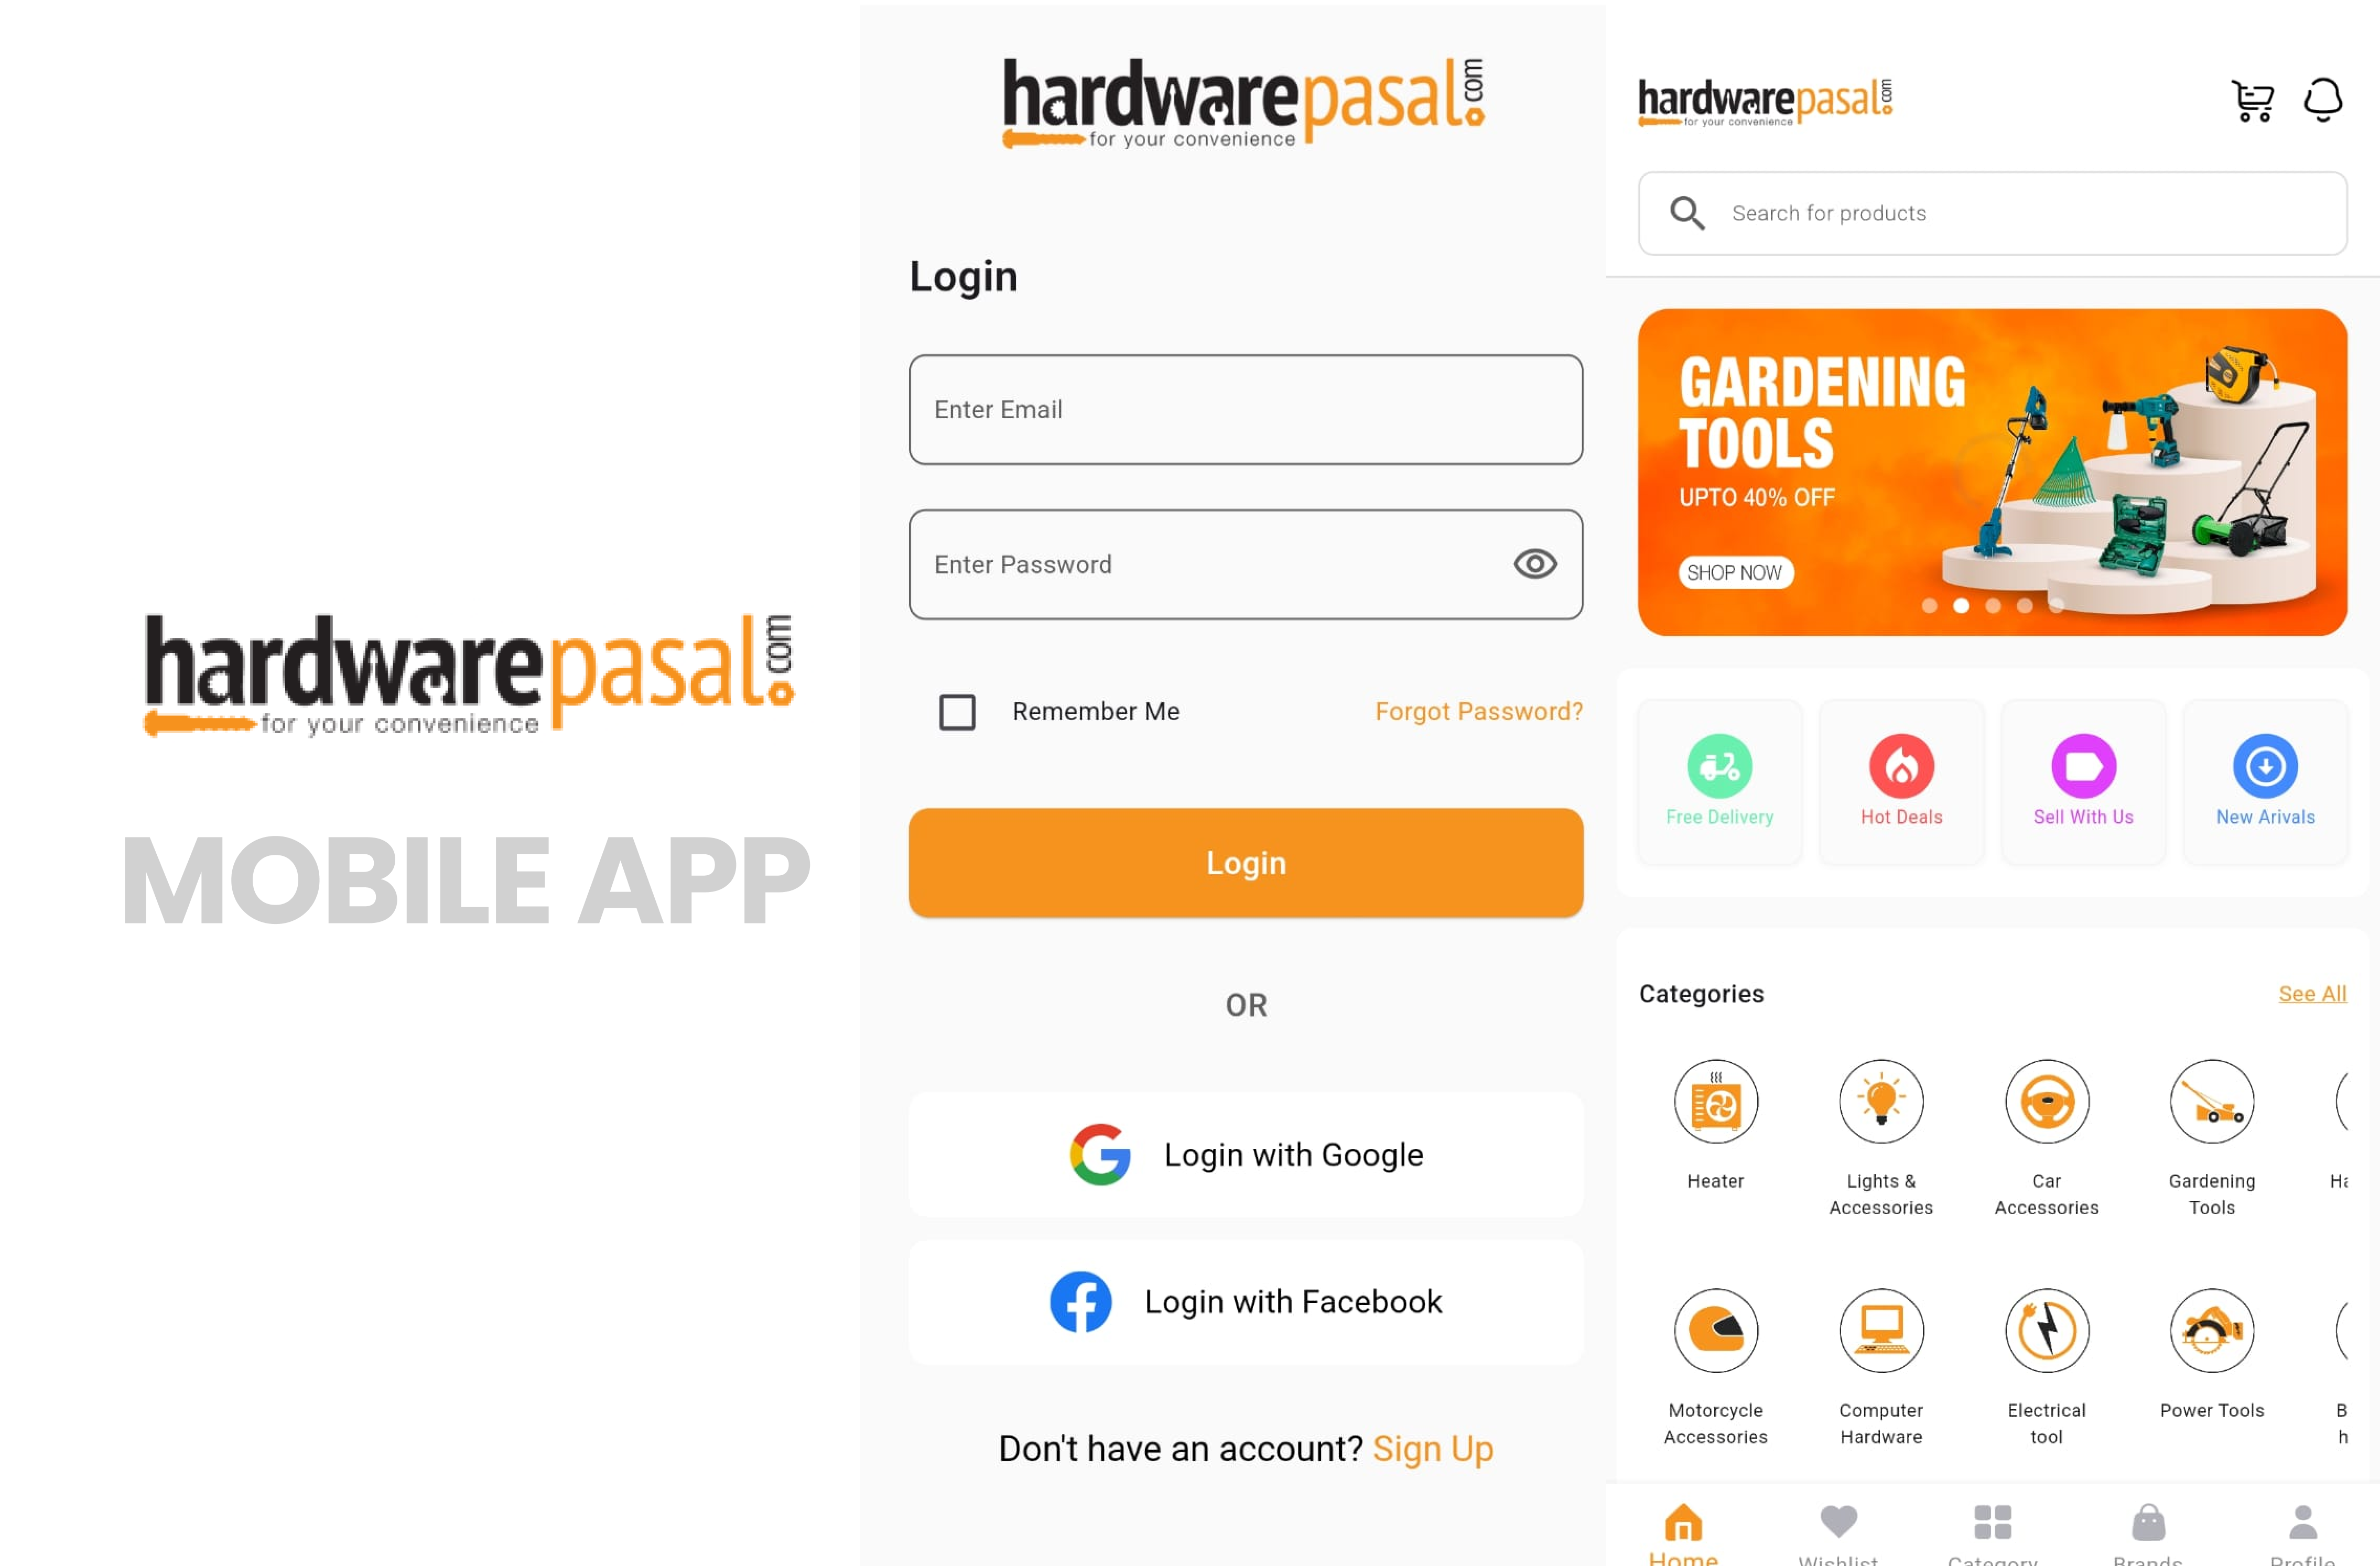 hardwarepasal.com
for your convenience
MOBILE APP
hardwarepasal.com
for your convenience
Login
Enter Email
Enter Password
Remember Me
Forgot Password?
Login
OR
Login with Google
Login with Facebook
Don't have an account? Sign Up
hardwarepasal.com
for your convenience
Search for products
GARDENING
TOOLS
UPTO 40% OFF
SHOP NOW
Free Delivery
Hot Deals
Sell With Us
New Arivals
Categories
See All
Heater
Lights &
Accessories
Car
Accessories
Gardening
Tools
Motorcycle
Accessories
Computer
Hardware
Electrical
tool
Power Tools
B
h
Home
Wishlist
Category
Brands
Profile